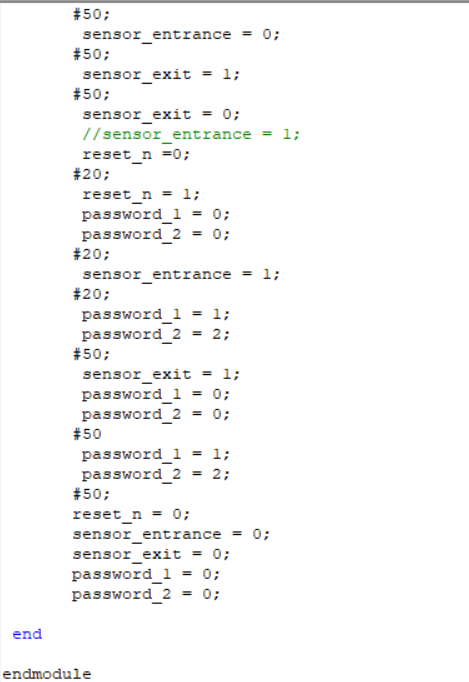 #50;
sensor_entrance = 0;
#50;
sensor_exit = 1;
#50;
sensor_exit = 0;
//sensor_entrance = 1;
reset_n =0;
#20;
reset_n = 1;
password_1 = 0;
password_2 = 0;
#20;
sensor_entrance = 1;
#20;
password_1 = 1;
password_2 = 2;
#50;
sensor_exit = 1;
password_1 = 0;
password_2 = 0;
#50
password_1 = 1;
password_2 = 2;
#50;
reset_n = 0;
sensor_entrance = 0;
sensor_exit = 0;
password_1 = 0;
password_2 = 0;
end
endmodule